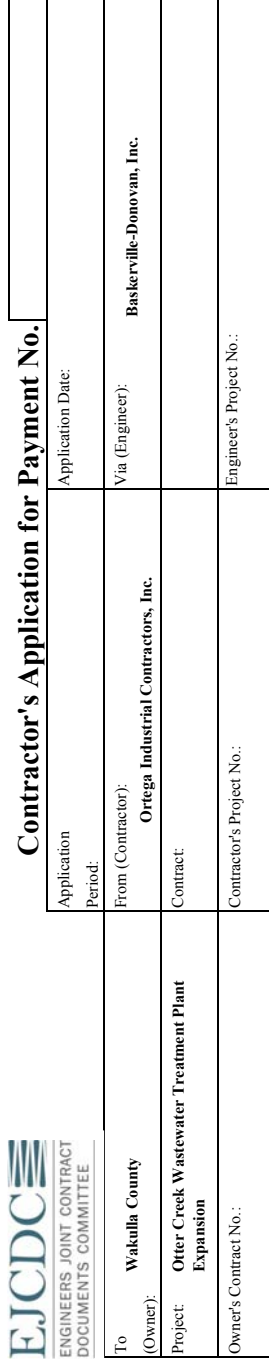 EJCDC
ENGINEERS JOINT CONTRACT
DOCUMENTS COMMITTEE
Contractor's Application for Payment No.
Application
Period:
Application Date:
To
(Owner):
Wakulla County
From (Contractor):
Ortega Industrial Contractors, Inc.
Via (Engineer):
Baskerville-Donovan, Inc.
Project:
Otter Creek Wastewater Treatment Plant
Expansion
Contract:
Owner's Contract No.:
Contractor's Project No.:
Engineer's Project No.: